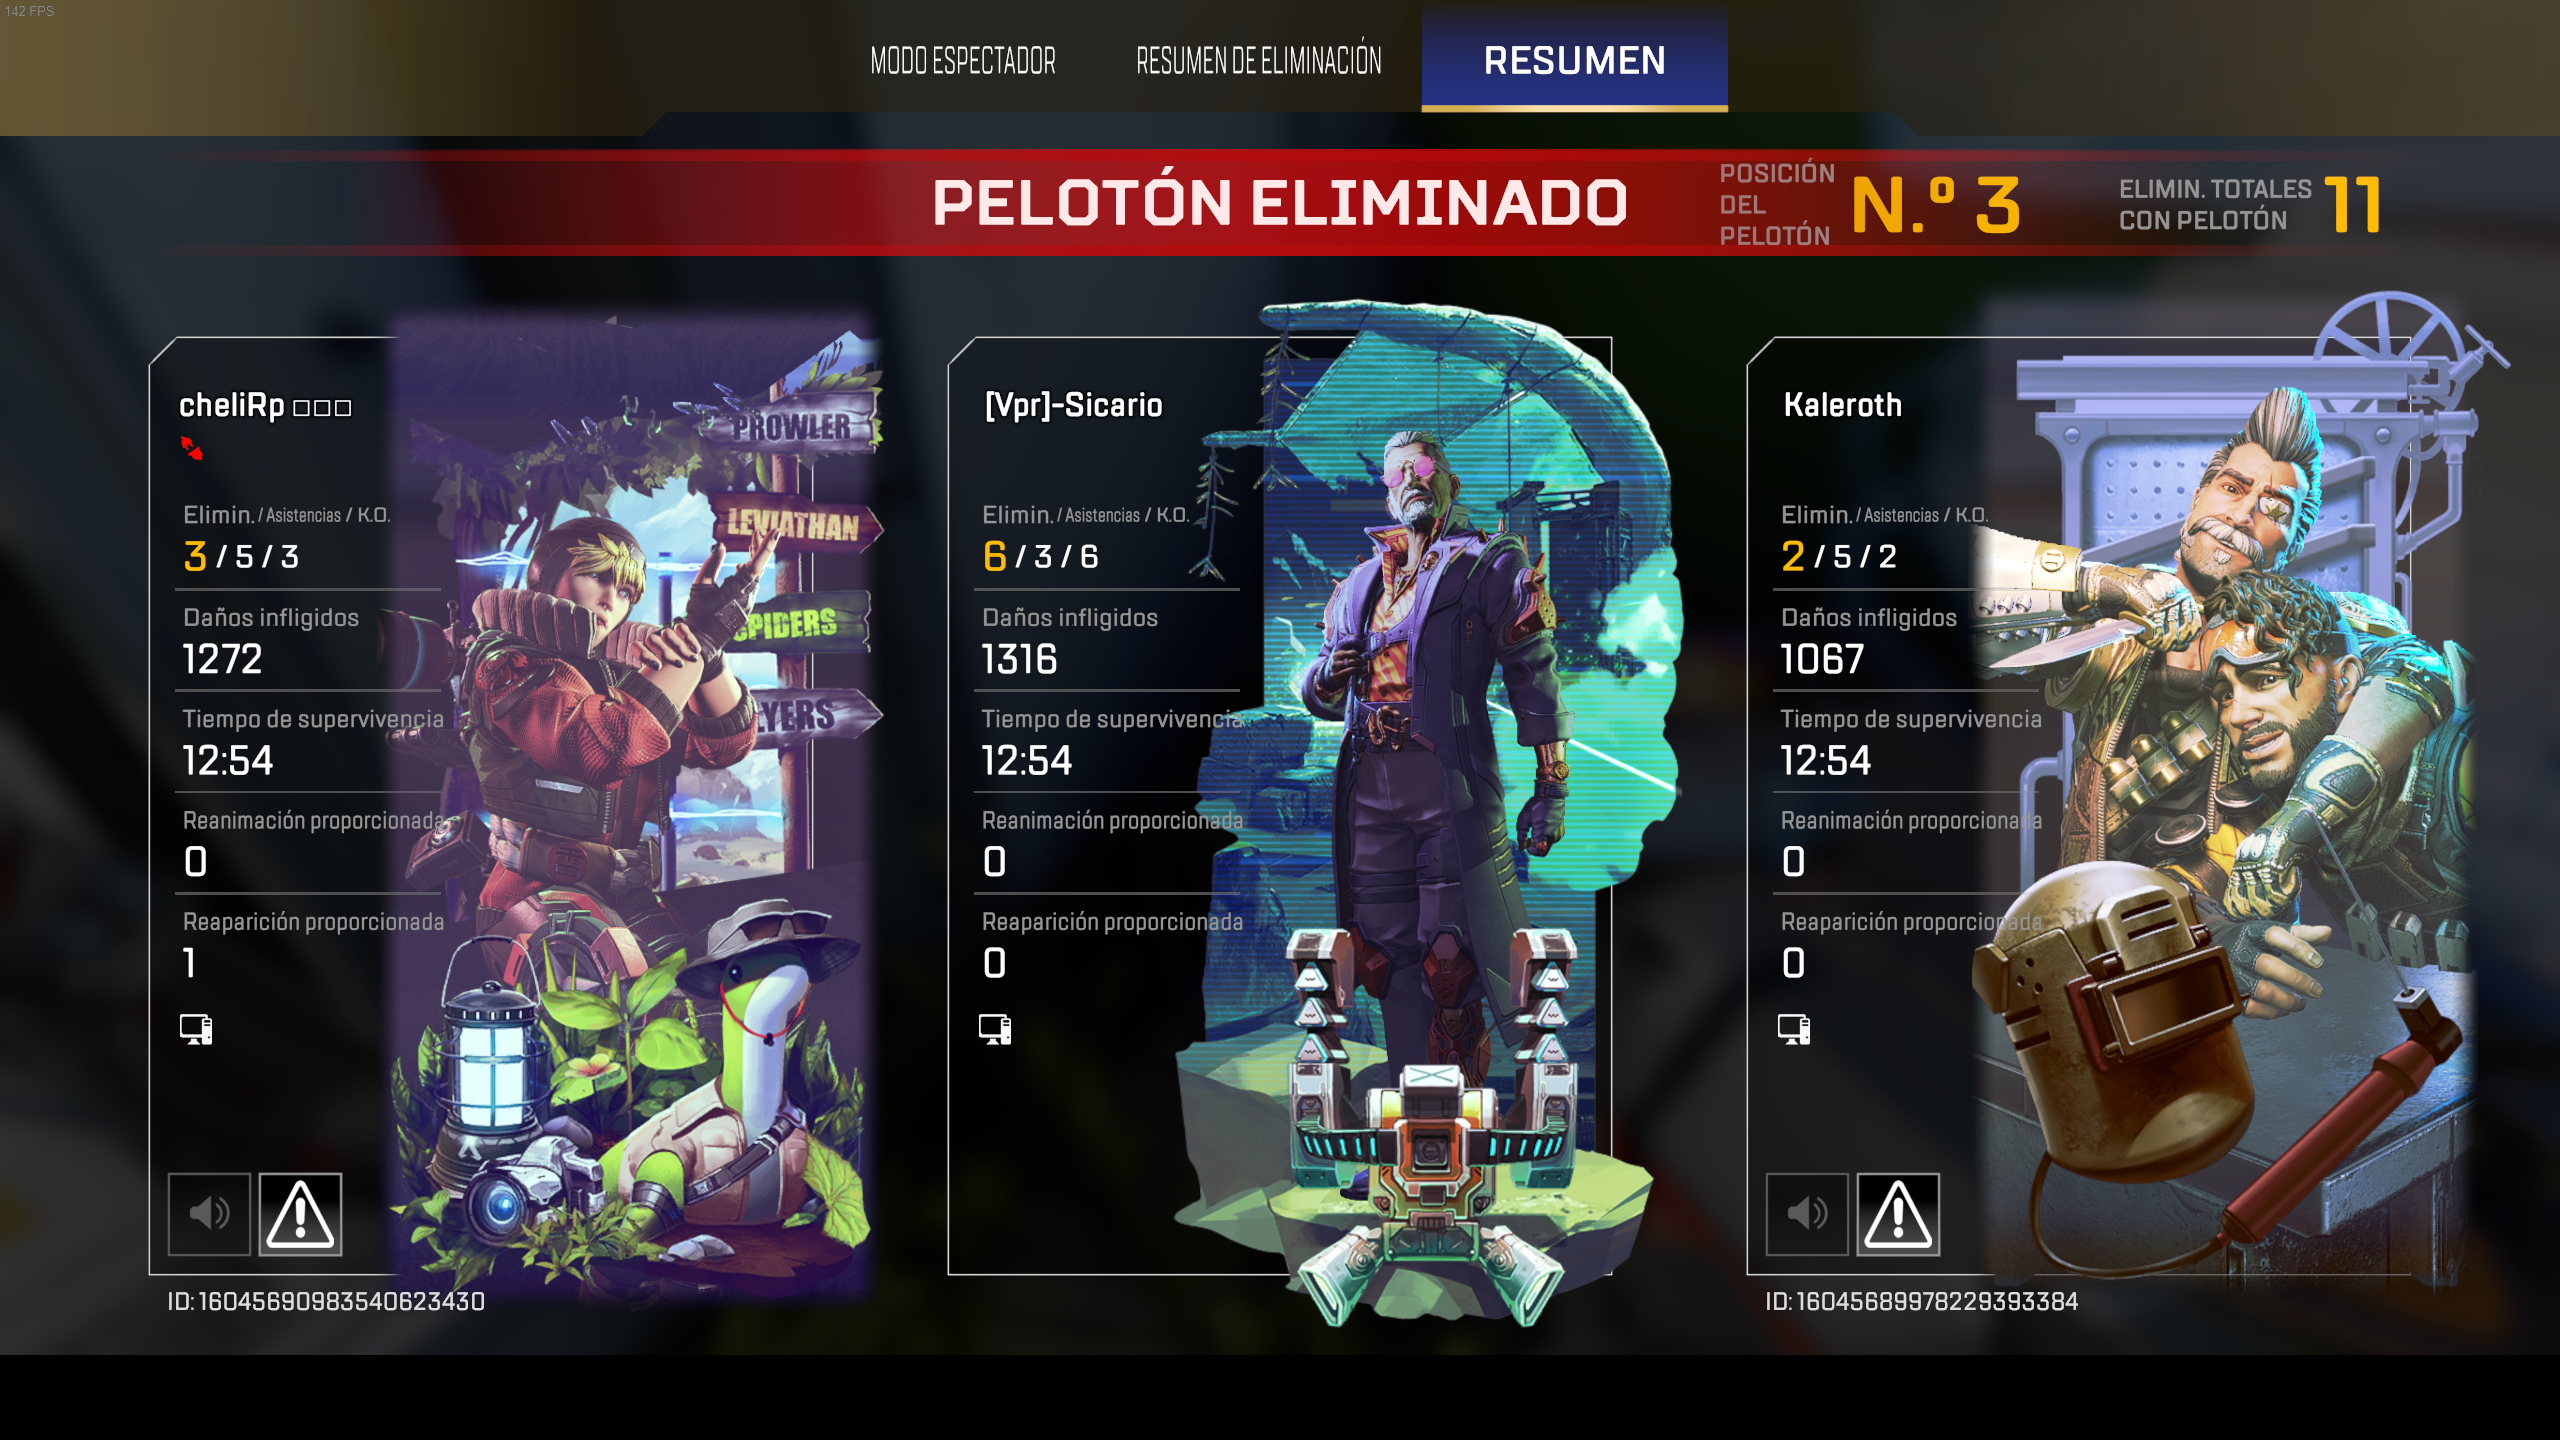 142 FPS
MODO ESPECTADOR
RESUMEN DE ELIMINACIÓN
RESUMEN
PELOTÓN ELIMINADO
POSICIÓN
DEL
PELOTÓN
N.º 3
ELIMIN. TOTALES
CON PELOTÓN
11
cheliRp □□□
Elimin. / Asistencias / K.O.
3 / 5 / 3
Daños infligidos
1272
Tiempo de supervivencia
12:54
Reanimación proporcionada
0
Reaparición proporcionada
1
ID: 16045690983540623430
PROWLER
LEVIATHAN
SPIDERS
[Vpr]-Sicario
Elimin. / Asistencias / K.O.
6 / 3 / 6
Daños infligidos
1316
Tiempo de supervivencia
12:54
Reanimación proporcionada
0
Reaparición proporcionada
0
Kaleroth
Elimin. / Asistencias / K.O.
2 / 5 / 2
Daños infligidos
1067
Tiempo de supervivencia
12:54
Reanimación proporcionada
0
Reaparición proporcionada
0
ID: 16045689978229393384